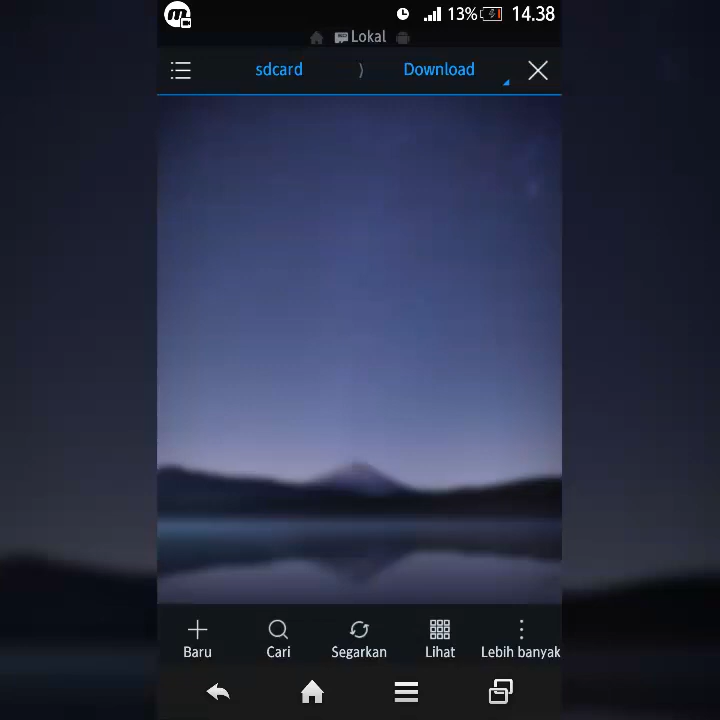 13% 14.38
Lokal
sdcard ⟩ Download
Baru Cari Segarkan Lihat Lebih banyak